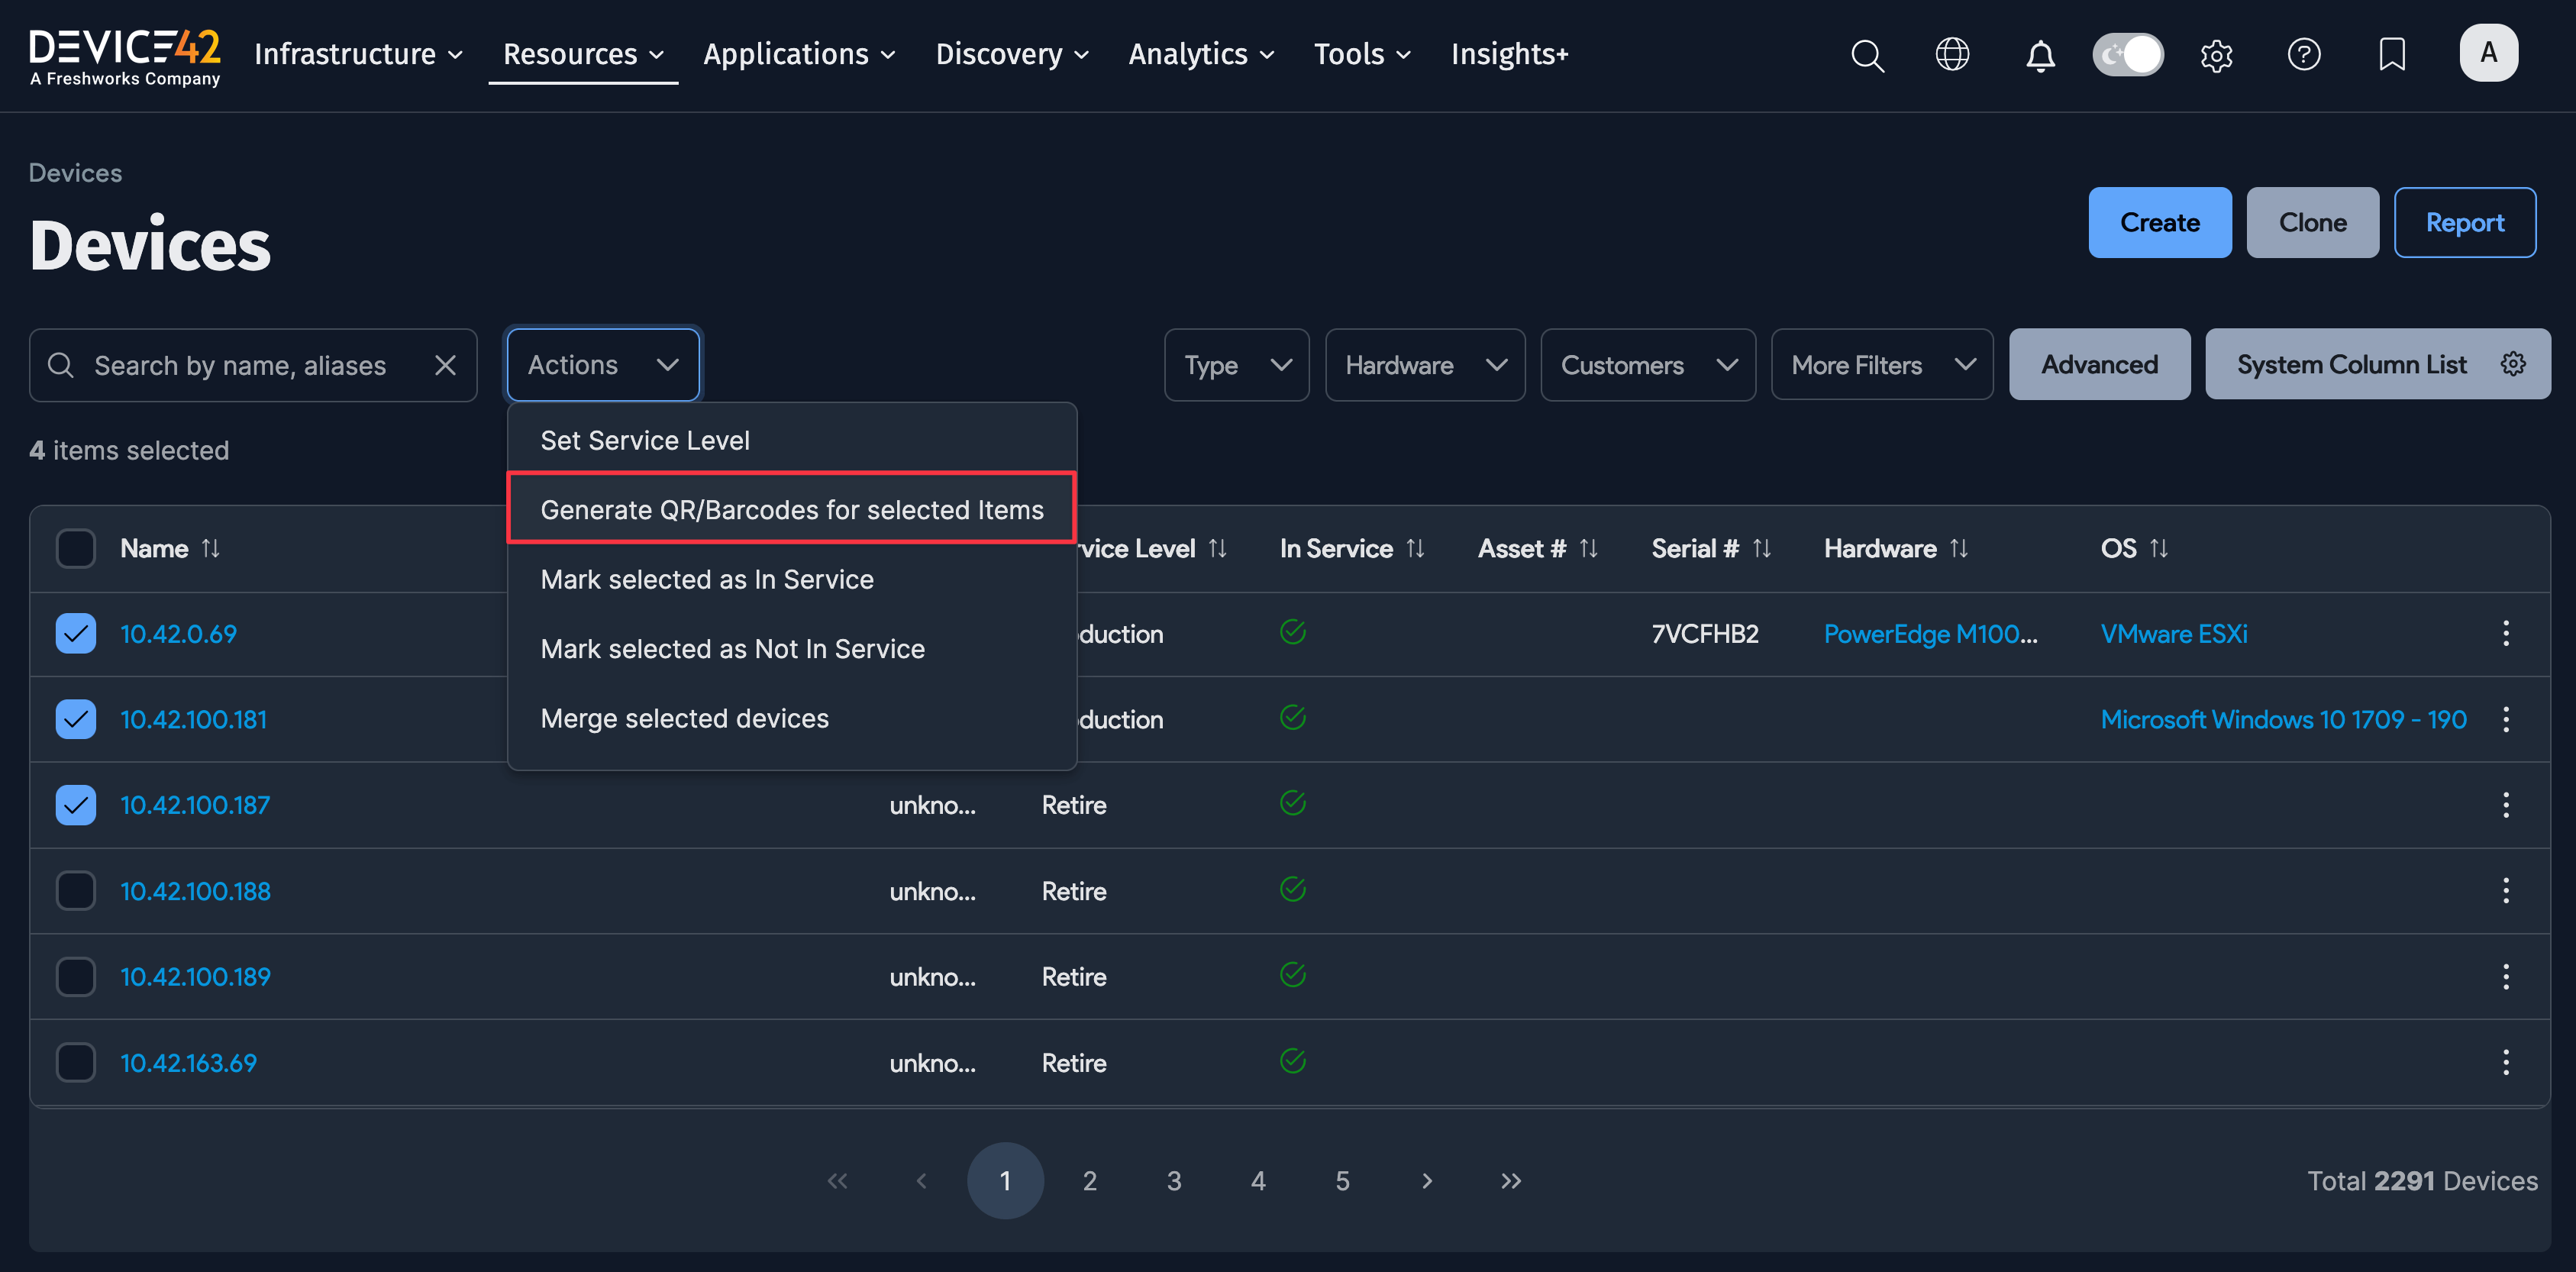 DEVICE42
A Freshworks Company
Infrastructure
Resources
Applications
Discovery
Analytics
Tools
Insights+
A
Devices
Devices
Create
Clone
Report
Search by name, aliases
Actions
Type
Hardware
Customers
More Filters
Advanced
System Column List
4 items selected
Set Service Level
Generate QR/Barcodes for selected Items
Mark selected as In Service
Mark selected as Not In Service
Merge selected devices
Name
rvice Level
In Service
Asset #
Serial #
Hardware
OS
10.42.0.69
duction
7VCFHB2
PowerEdge M100...
VMware ESXi
10.42.100.181
duction
Microsoft Windows 10 1709 - 190
10.42.100.187
unkno...
Retire
10.42.100.188
unkno...
Retire
10.42.100.189
unkno...
Retire
10.42.163.69
unkno...
Retire
1 2 3 4 5
Total 2291 Devices